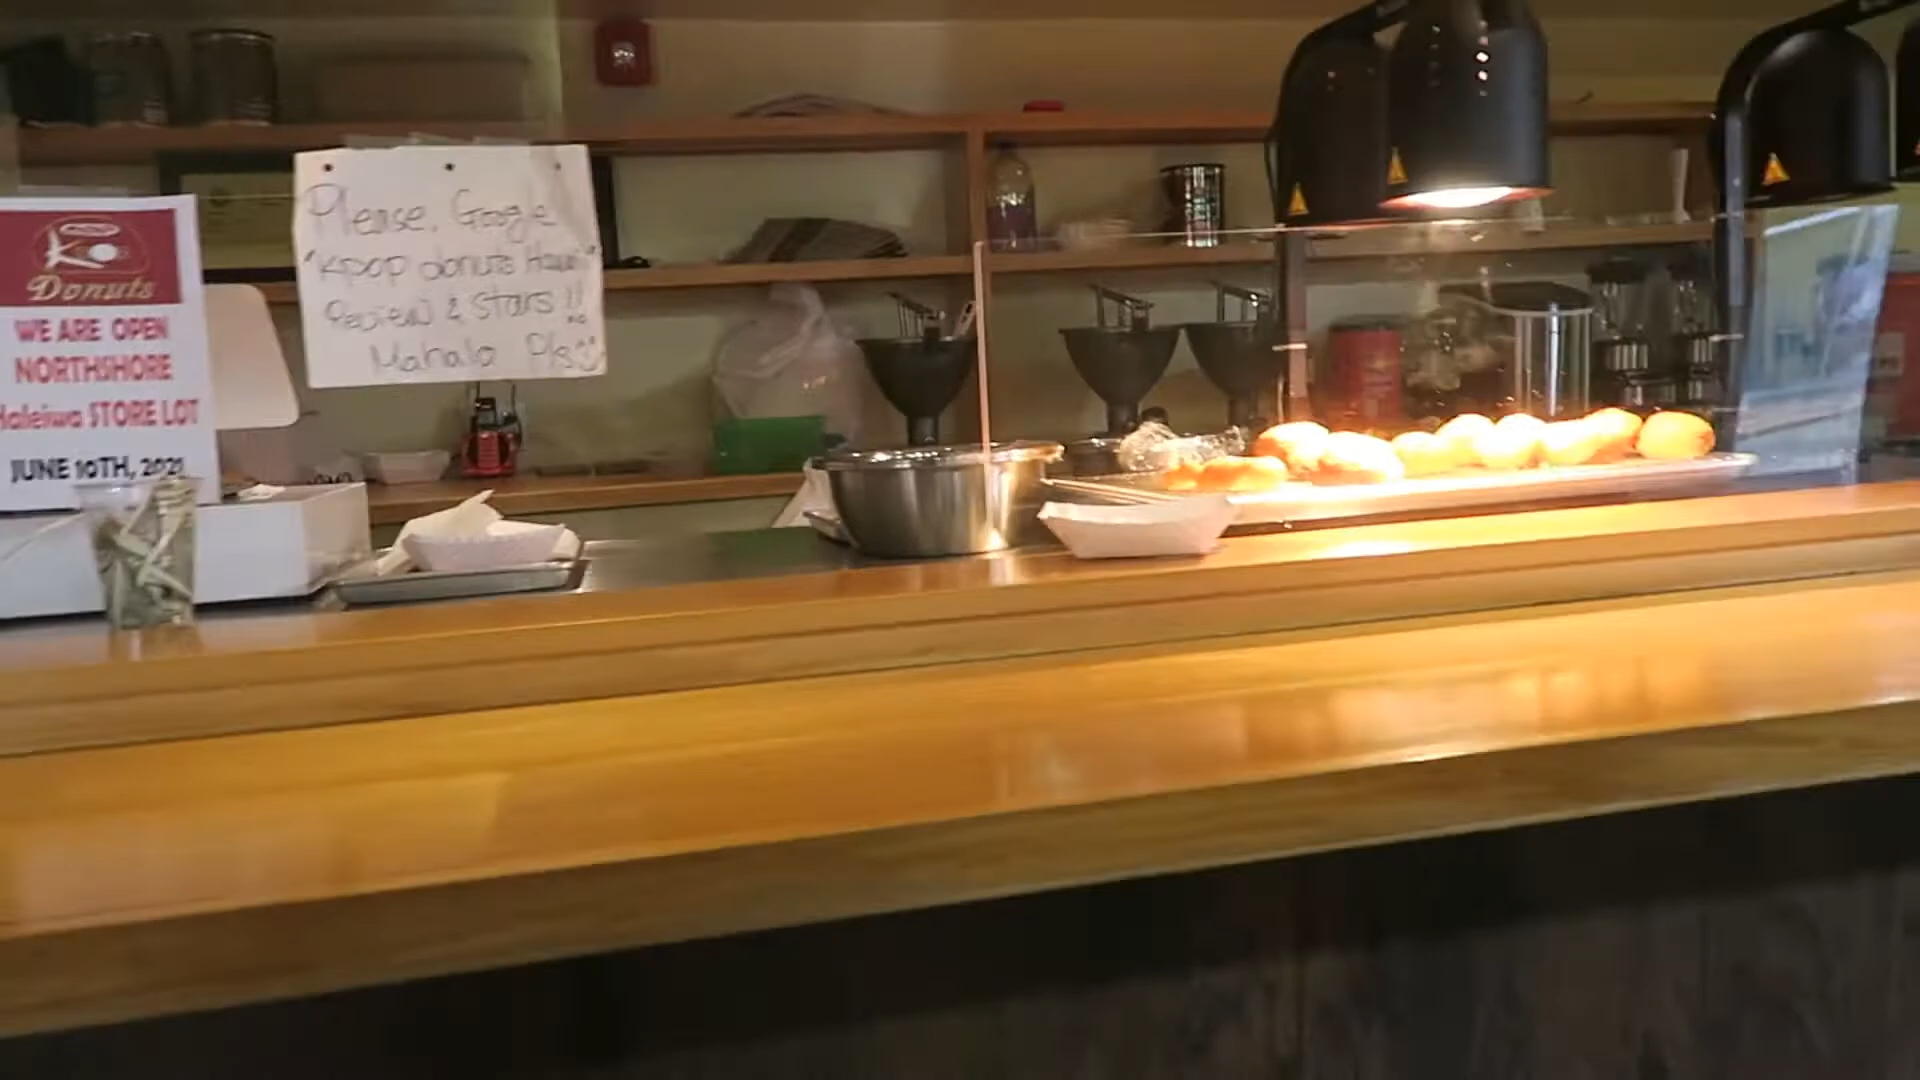 Donuts
WE ARE OPEN
NORTHSHORE
Haleiwa STORE LOT
JUNE 10TH, 2021
Please. Google
"Kpop donuts Hawaii"
Review & stars!!
Mahalo Pls